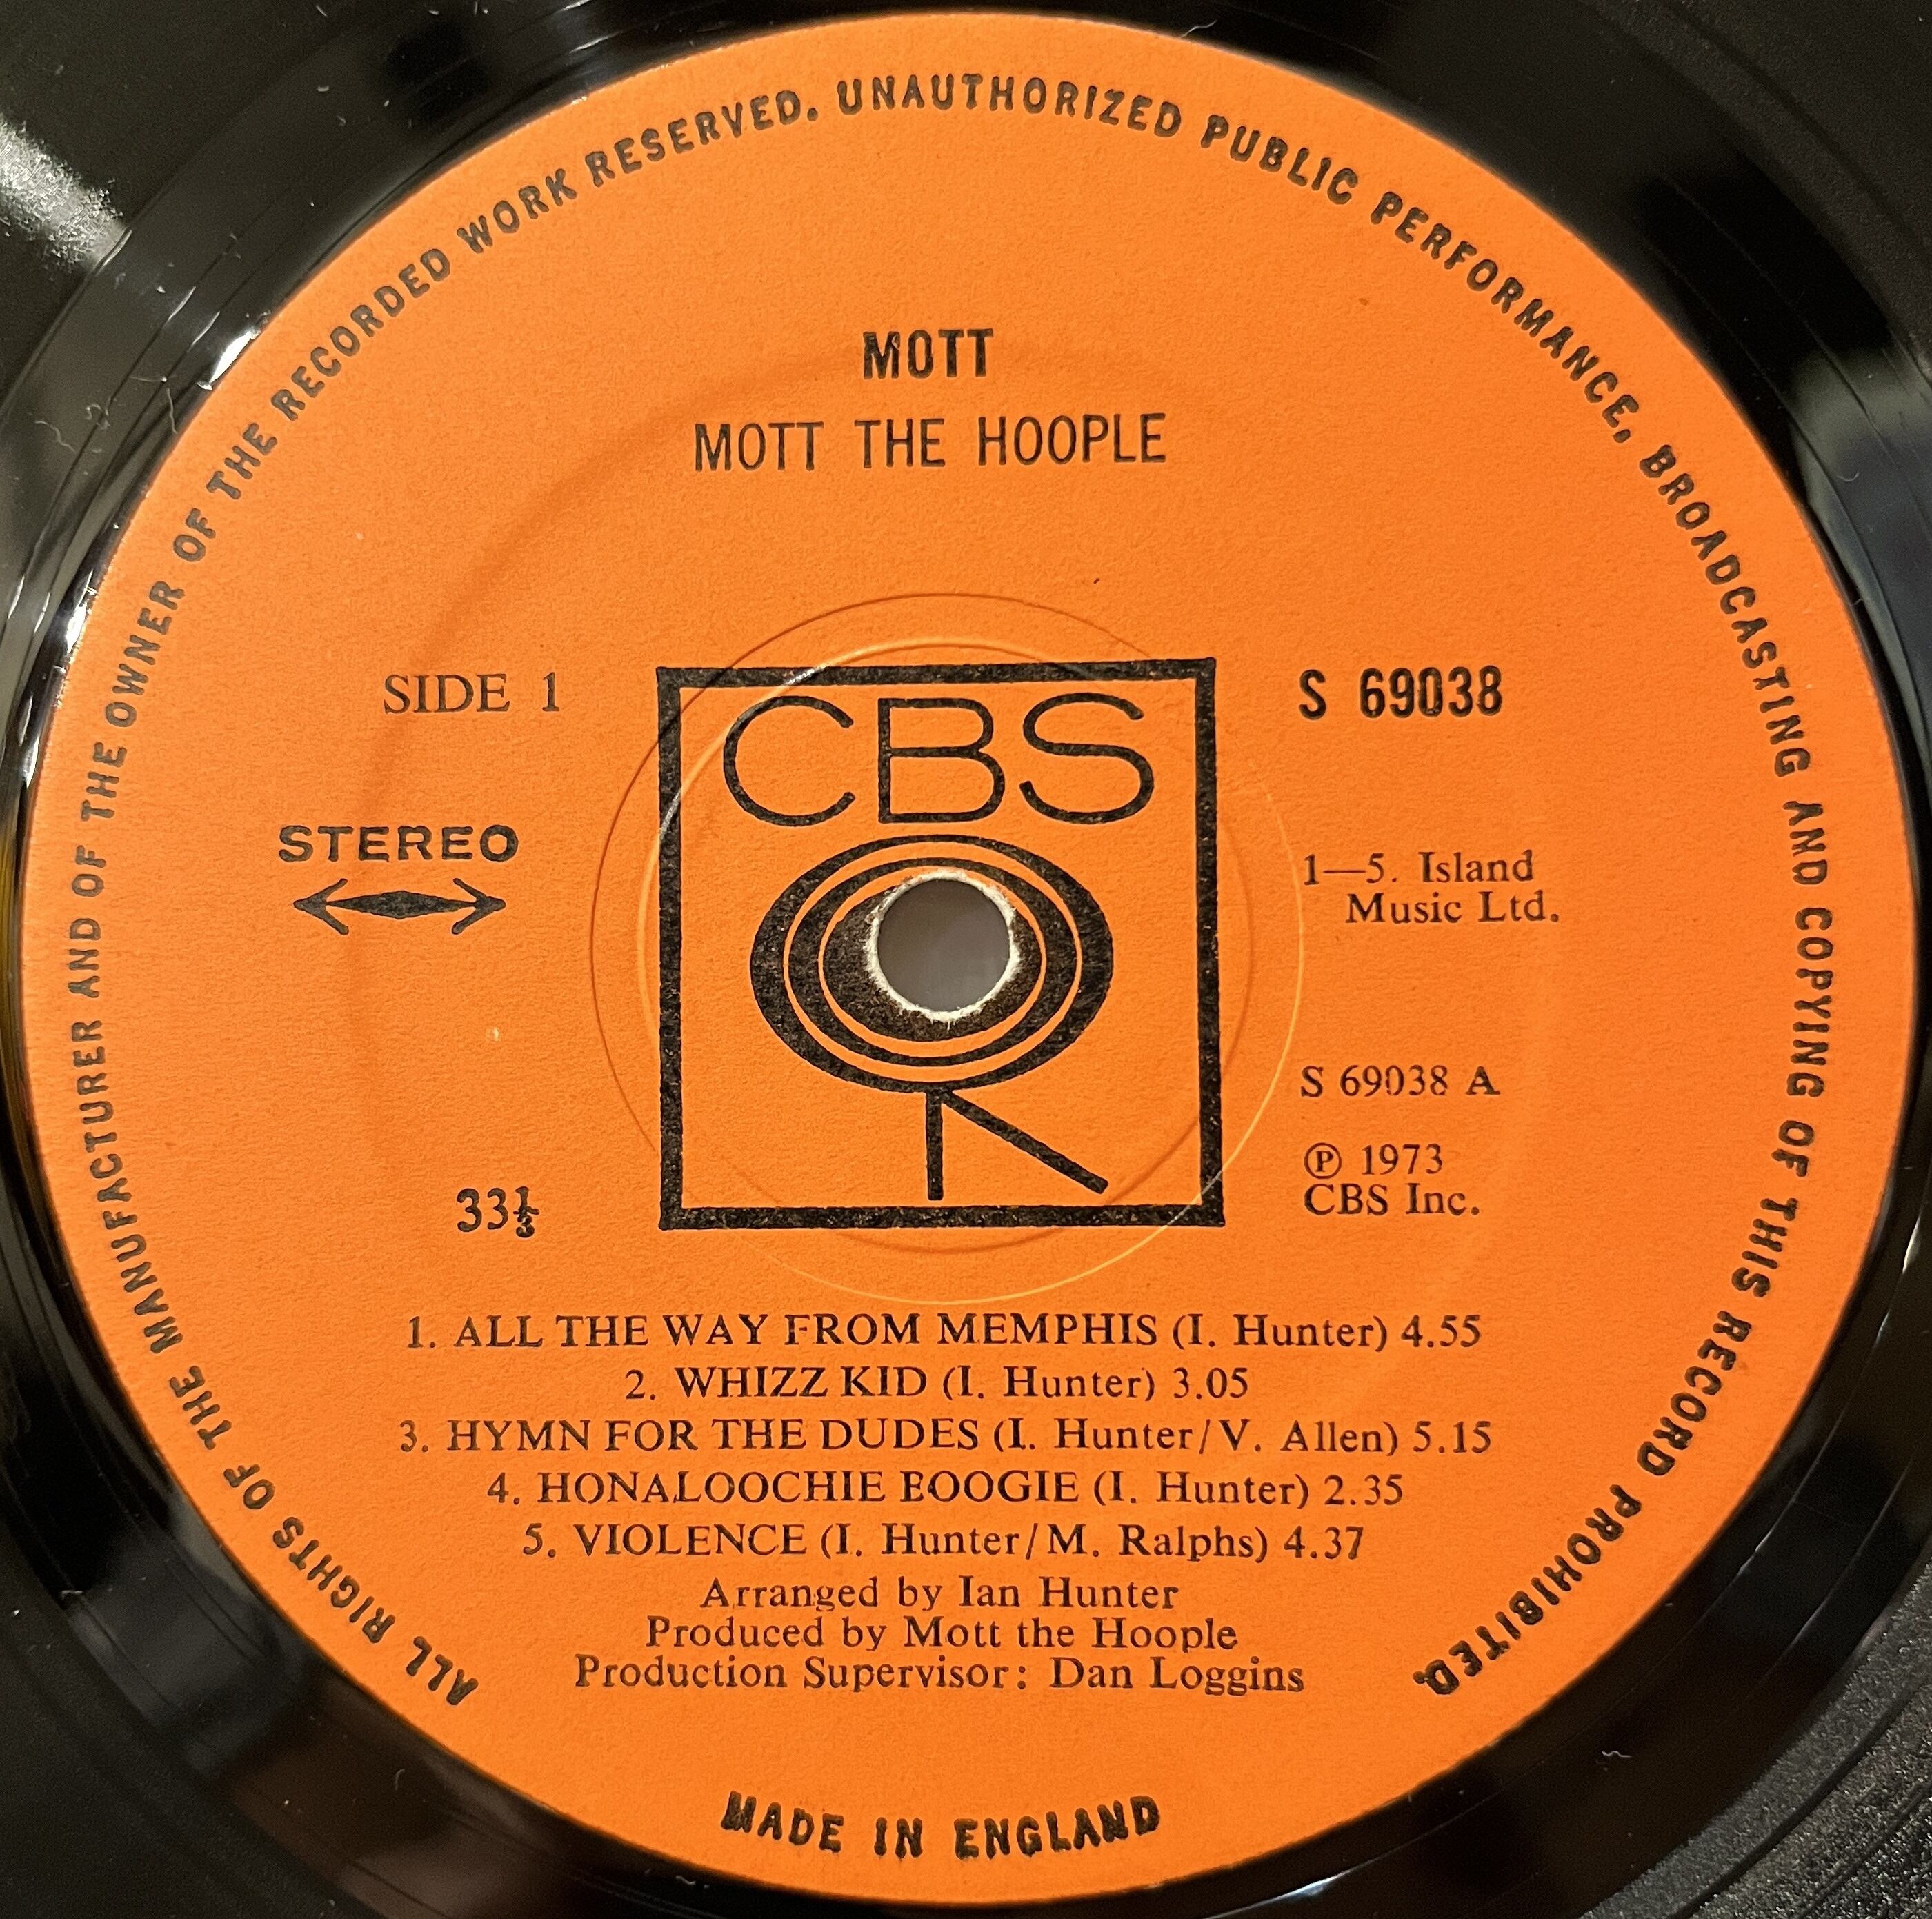 ALL RIGHTS OF THE MANUFACTURER AND OF THE OWNER OF THE RECORDED WORK RESERVED. UNAUTHORIZED PUBLIC PERFORMANCE, BROADCASTING AND COPYING OF THIS RECORD PROHIBITED.
MOTT
MOTT THE HOOPLE
SIDE 1
S 69038
CBS
STEREO
1—5. Island
Music Ltd.
S 69038 A
Ⓟ 1973
CBS Inc.
33⅓
1. ALL THE WAY FROM MEMPHIS (I. Hunter) 4.55
2. WHIZZ KID (I. Hunter) 3.05
3. HYMN FOR THE DUDES (I. Hunter/V. Allen) 5.15
4. HONALOOCHIE BOOGIE (I. Hunter) 2.35
5. VIOLENCE (I. Hunter/M. Ralphs) 4.37
Arranged by Ian Hunter
Produced by Mott the Hoople
Production Supervisor: Dan Loggins
MADE IN ENGLAND